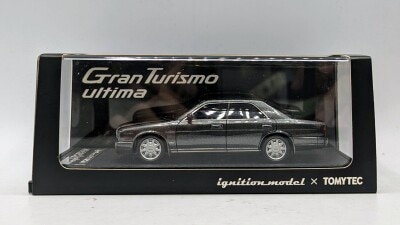 Gran Turismo
ultima
ignition model × TOMYTEC